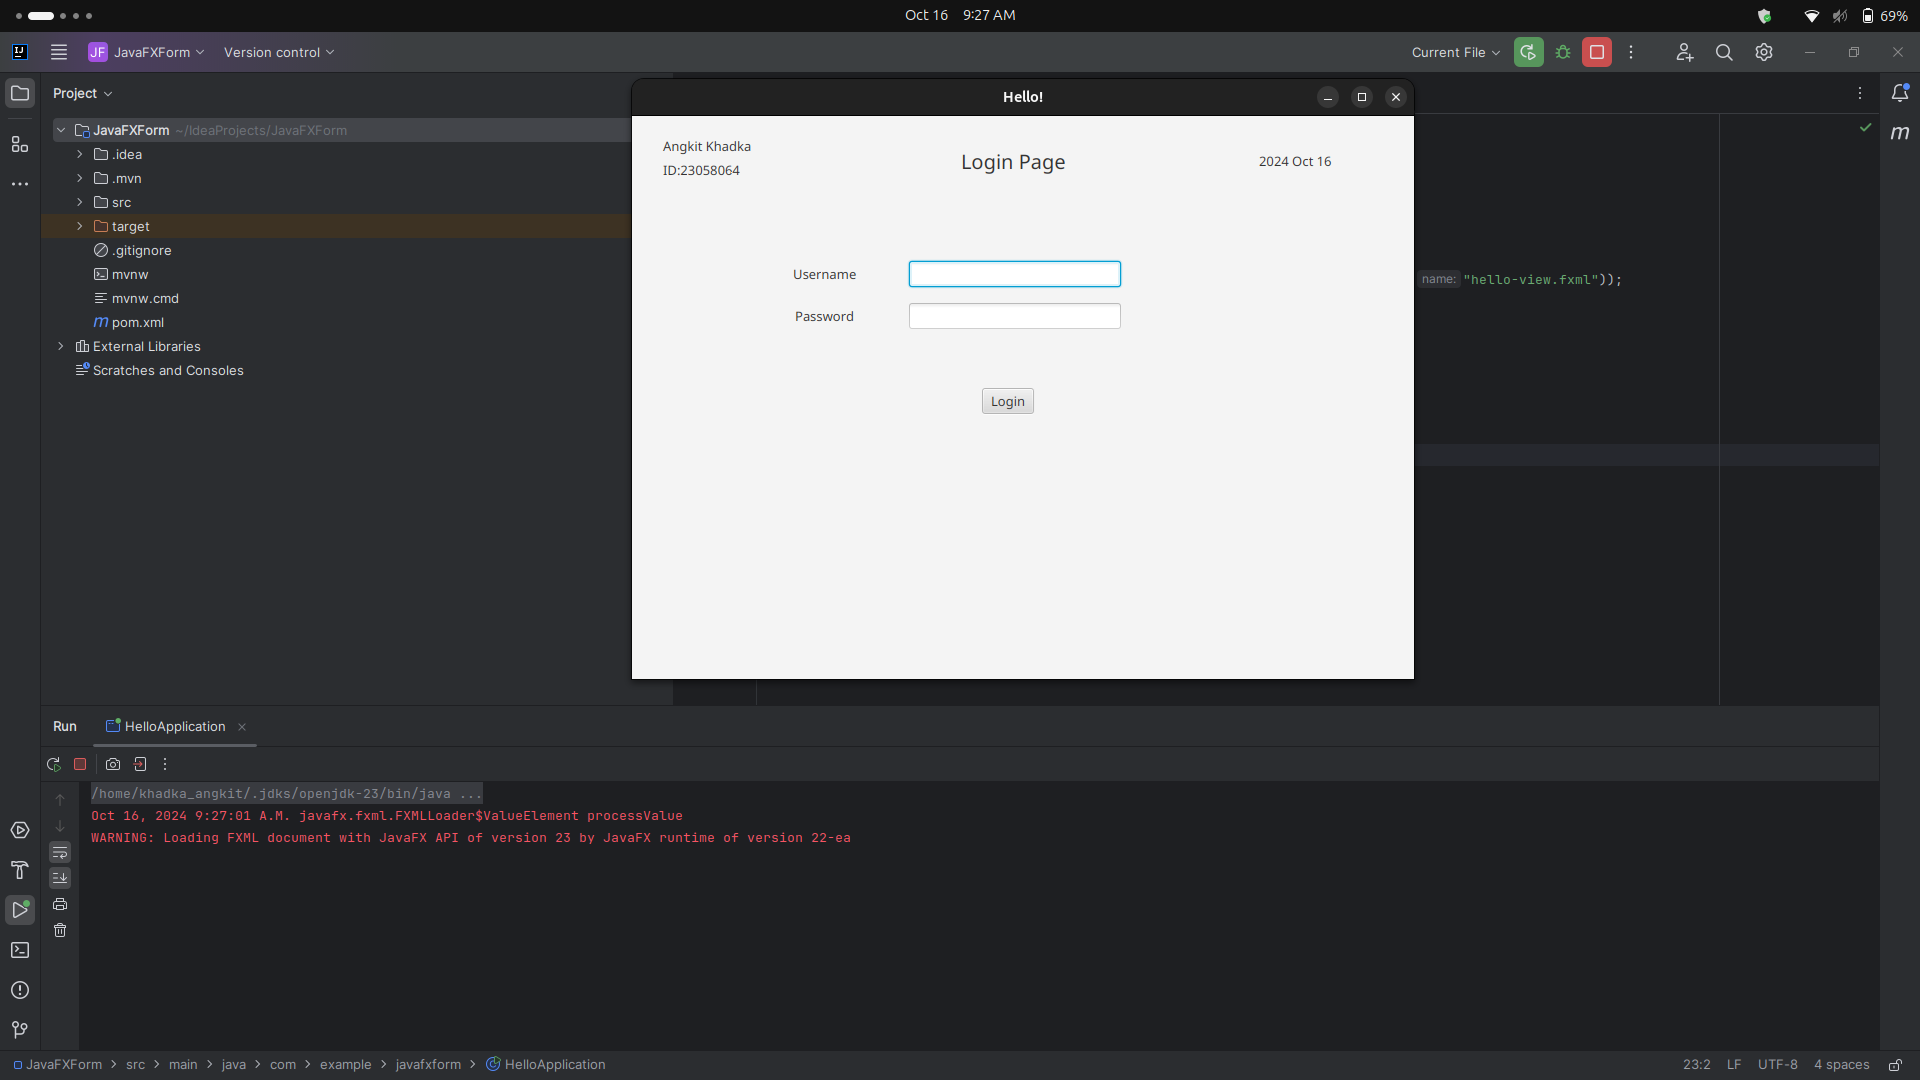 Oct 16 9:27 AM
69%
JF JavaFXForm Version control
Current File
Project
JavaFXForm ~/IdeaProjects/JavaFXForm
.idea
.mvn
src
target
.gitignore
mvnw
mvnw.cmd
m pom.xml
External Libraries
Scratches and Consoles
Hello!
Angkit Khadka
ID:23058064
Login Page
2024 Oct 16
Username
Password
Login
name: "hello-view.fxml"));
m
Run HelloApplication
/home/khadka_angkit/.jdks/openjdk-23/bin/java ...
Oct 16, 2024 9:27:01 A.M. javafx.fxml.FXMLLoader$ValueElement processValue
WARNING: Loading FXML document with JavaFX API of version 23 by JavaFX runtime of version 22-ea
JavaFXForm > src > main > java > com > example > javafxform > HelloApplication
23:2 LF UTF-8 4 spaces